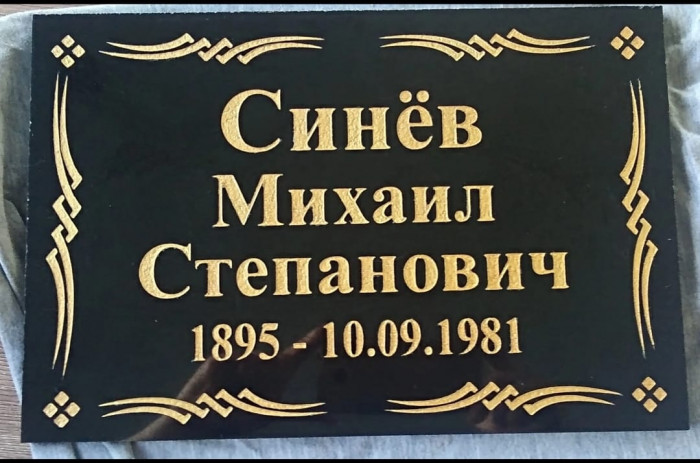 Синёв
Михаил
Степанович
1895 - 10.09.1981